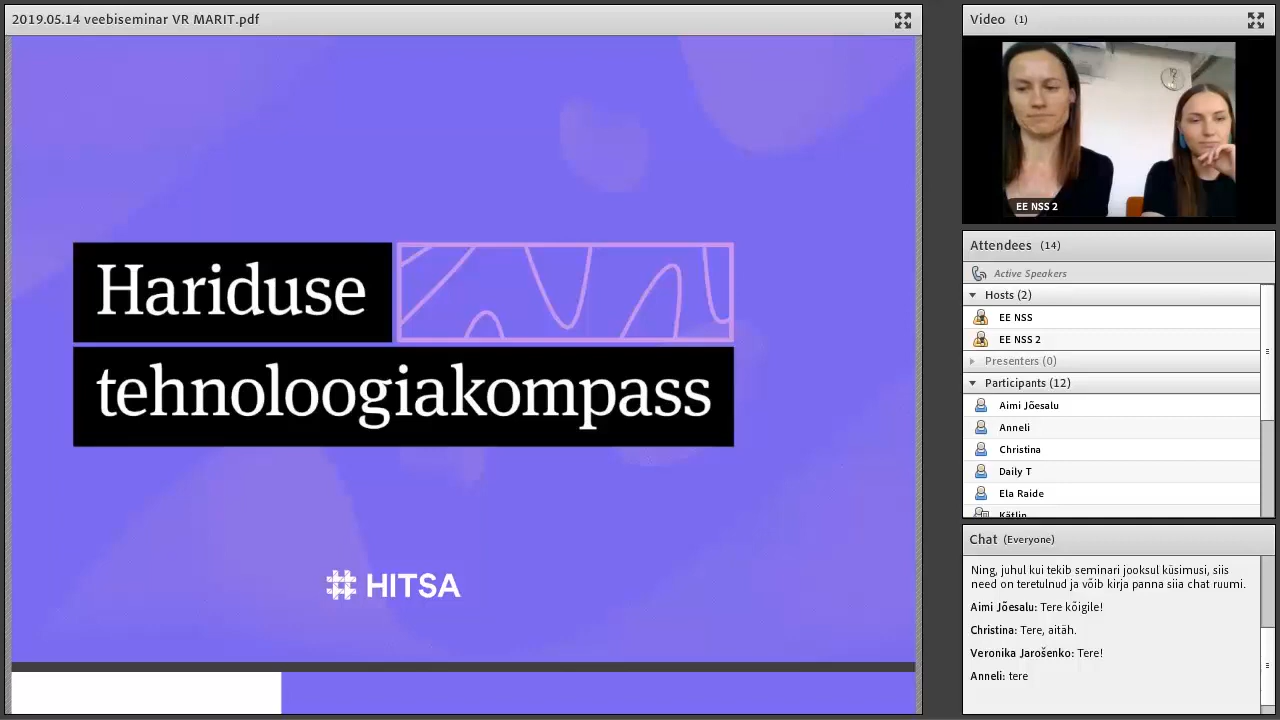 2019.05.14 veebiseminar VR MARIT.pdf
Hariduse
tehnoloogiakompass
HITSA
Video (1)
EE NSS 2
Attendees (14)
Active Speakers
Hosts (2)
EE NSS
EE NSS 2
Presenters (0)
Participants (12)
Aimi Jõesalu
Anneli
Christina
Daily T
Ela Raide
Kätlin
Chat (Everyone)
Ning, juhul kui tekib seminari jooksul küsimusi, siis
need on teretulnud ja võib kirja panna siia chat ruumi.
Aimi Jõesalu: Tere kõigile!
Christina: Tere, aitäh.
Veronika Jarošenko: Tere!
Anneli: tere